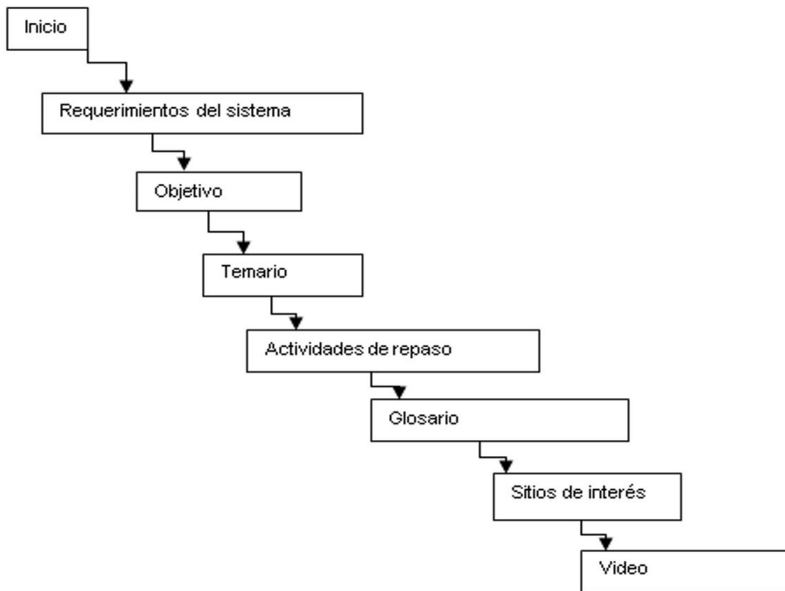 Inicio
Requerimientos del sistema
Objetivo
Temario
Actividades de repaso
Glosario
Sitios de interés
Video